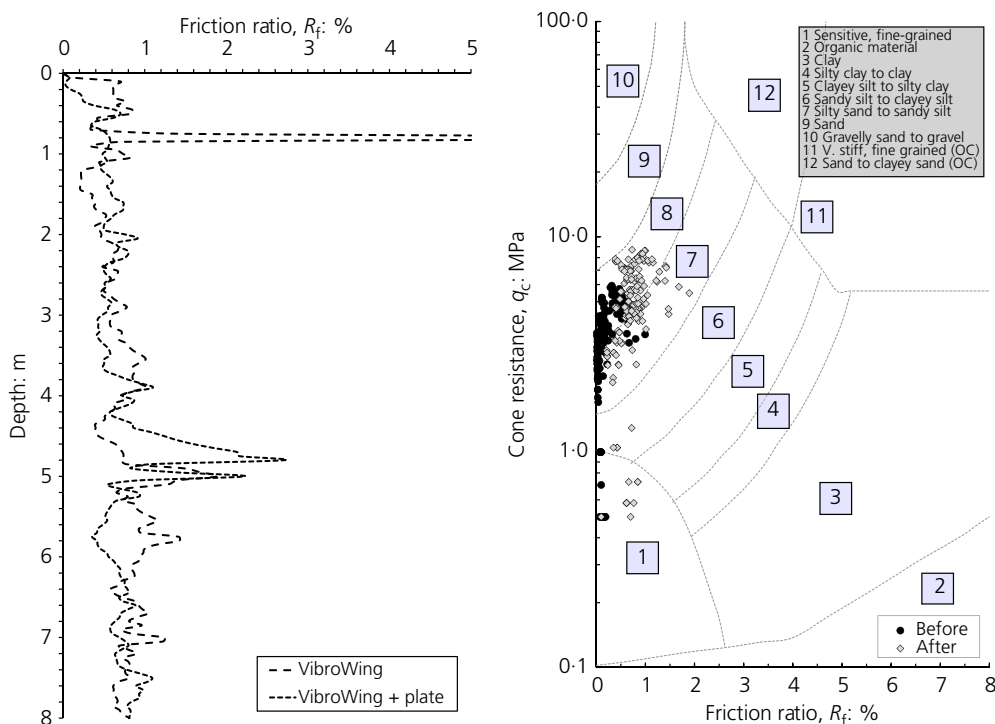 Friction ratio, Rf: %
0 1 2 3 4 5
Depth: m
0
1
2
3
4
5
6
7
8
VibroWing
VibroWing + plate
Cone resistance, qc: MPa
100·0
10·0
1·0
0·1
1 Sensitive, fine-grained
2 Organic material
3 Clay
4 Silty clay to clay
5 Clayey silt to silty clay
6 Sandy silt to clayey silt
7 Silty sand to sandy silt
9 Sand
10 Gravelly sand to gravel
11 V. stiff, fine grained (OC)
12 Sand to clayey sand (OC)
10
12
9
8
11
7
6
5
4
3
1
2
Before
After
0 1 2 3 4 5 6 7 8
Friction ratio, Rf: %